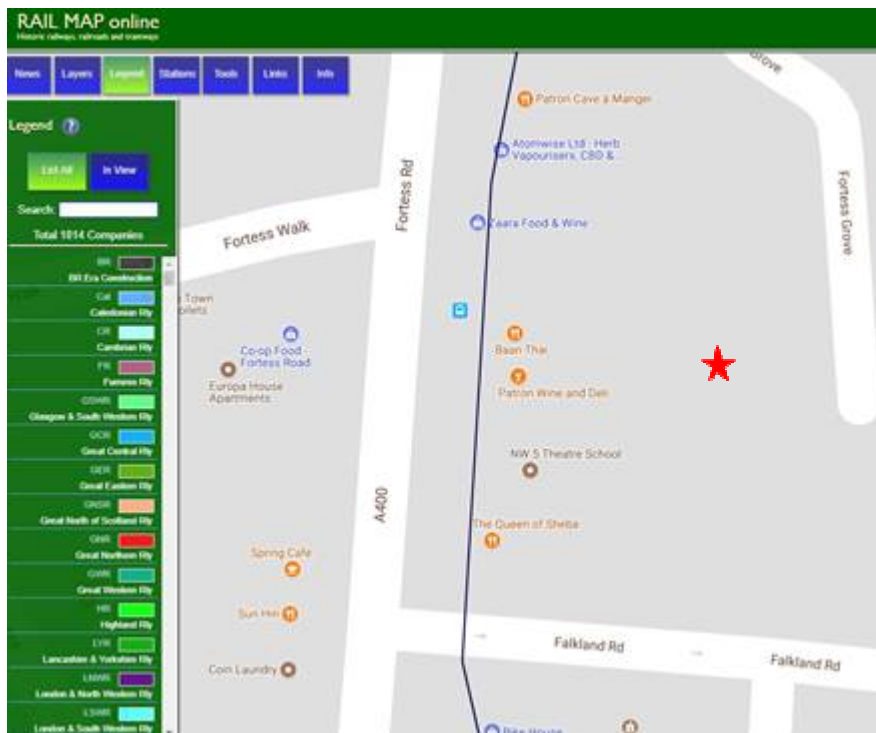 RAIL MAP online
Historic railways, railroads and tramways
News
Layers
Legend
Stations
Tools
Links
Info
Legend ?
List All
In View
Search:
Total 1014 Companies
BR
BR Era Construction
Cal
Caledonian Rly
CR
Cambrian Rly
FR
Furness Rly
GSWR
Glasgow & South Western Rly
GCR
Great Central Rly
GER
Great Eastern Rly
GNSR
Great North of Scotland Rly
GNR
Great Northern Rly
GWR
Great Western Rly
HR
Highland Rly
LYR
Lancashire & Yorkshire Rly
LNWR
London & North Western Rly
LSWR
London & South Western Rly
Grove
Patron Cave à Manger
Atomwise Ltd - Herb
Vapourisers, CBD &...
Fortess Rd
Fortess Grove
Zaara Food & Wine
Fortess Walk
Town
Co-op Food -
Fortess Road
Europa House
Apartments
Baan Thai
Patron Wine and Deli
NW 5 Theatre School
A400
The Queen of Sheba
Spring Cafe
Sun Hin
Coin Laundry
Falkland Rd
Falkland Rd
Bike House